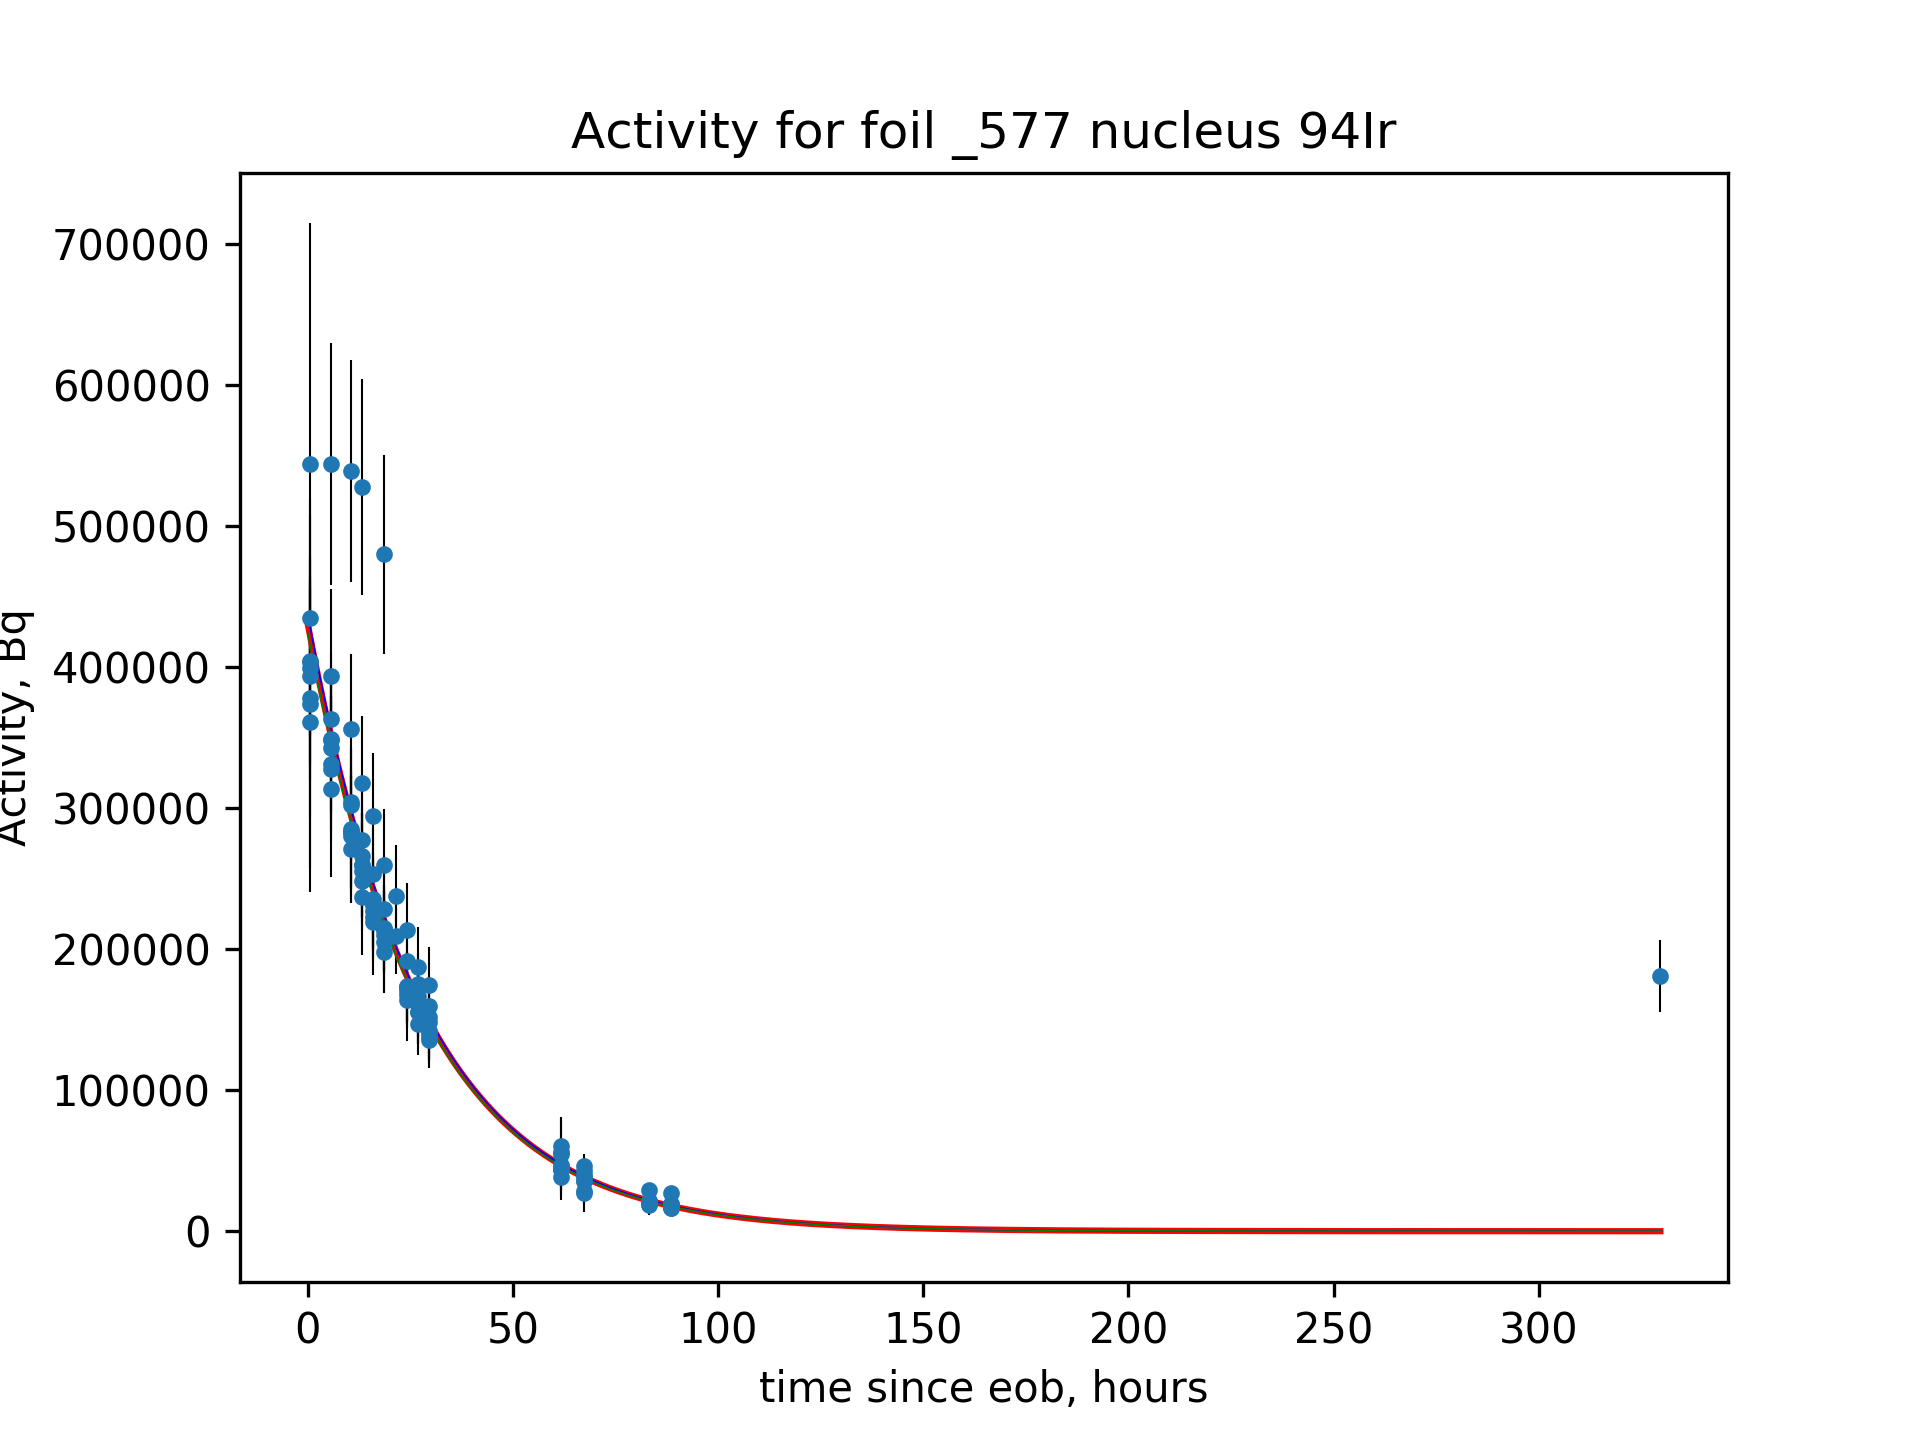 Activity for foil _577 nucleus 94Ir
700000
600000
500000
400000
300000
200000
100000
0
Activity, Bq
0 50 100 150 200 250 300
time since eob, hours